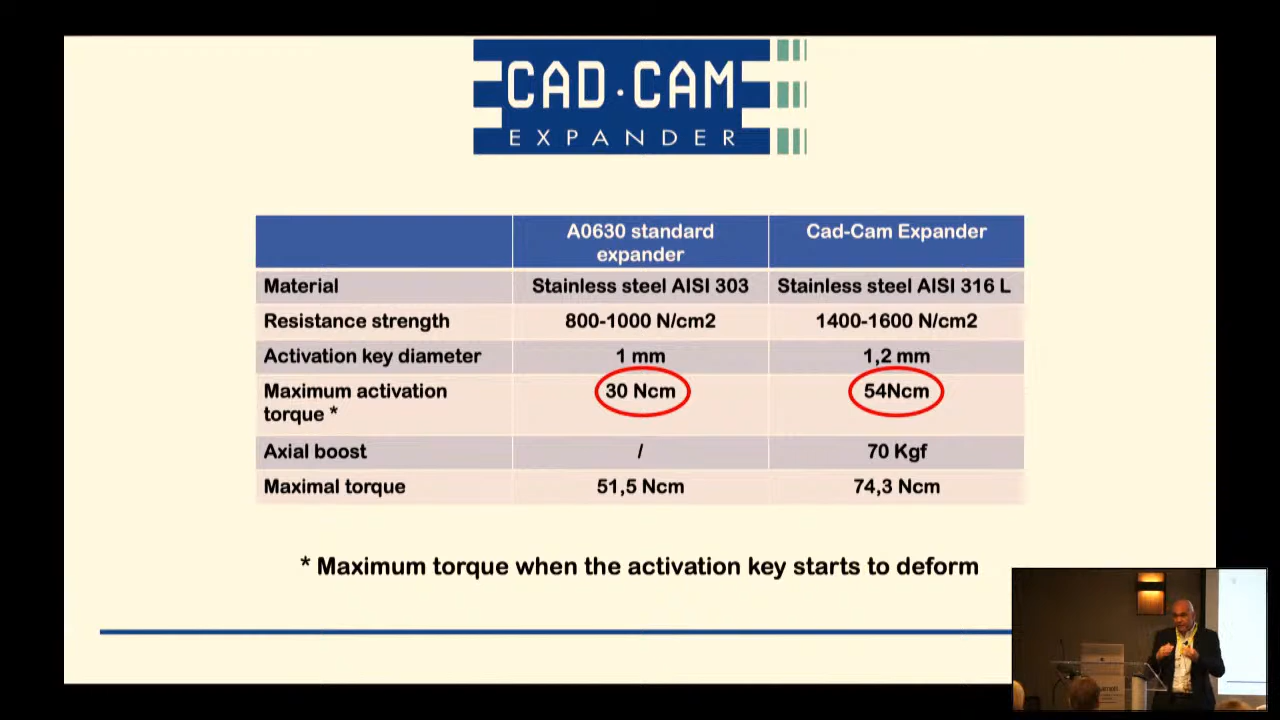 CAD·CAM
EXPANDER
A0630 standard expander
Cad-Cam Expander
Material
Stainless steel AISI 303
Stainless steel AISI 316 L
Resistance strength
800-1000 N/cm2
1400-1600 N/cm2
Activation key diameter
1 mm
1,2 mm
Maximum activation torque *
30 Ncm
54Ncm
Axial boost
/
70 Kgf
Maximal torque
51,5 Ncm
74,3 Ncm
* Maximum torque when the activation key starts to deform